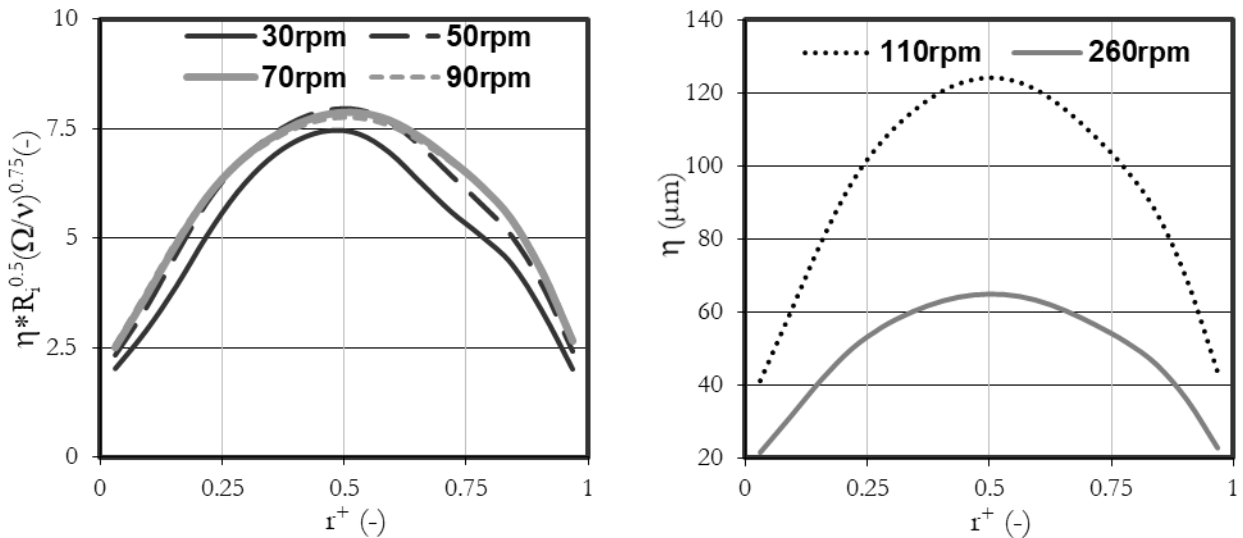 10
7.5
5
2.5
0
η*Rᵢ^0.5(Ω/ν)^0.75(-)
30rpm 50rpm
70rpm 90rpm
0 0.25 0.5 0.75 1
r⁺ (-)
140
120
100
80
60
40
20
η (μm)
110rpm 260rpm
0 0.25 0.5 0.75 1
r⁺ (-)